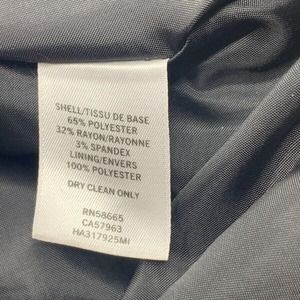 SHELL/TISSU DE BASE
65% POLYESTER
32% RAYON/RAYONNE
3% SPANDEX
LINING/ENVERS
100% POLYESTER
DRY CLEAN ONLY
RN58665
CA57963
HA317925MI